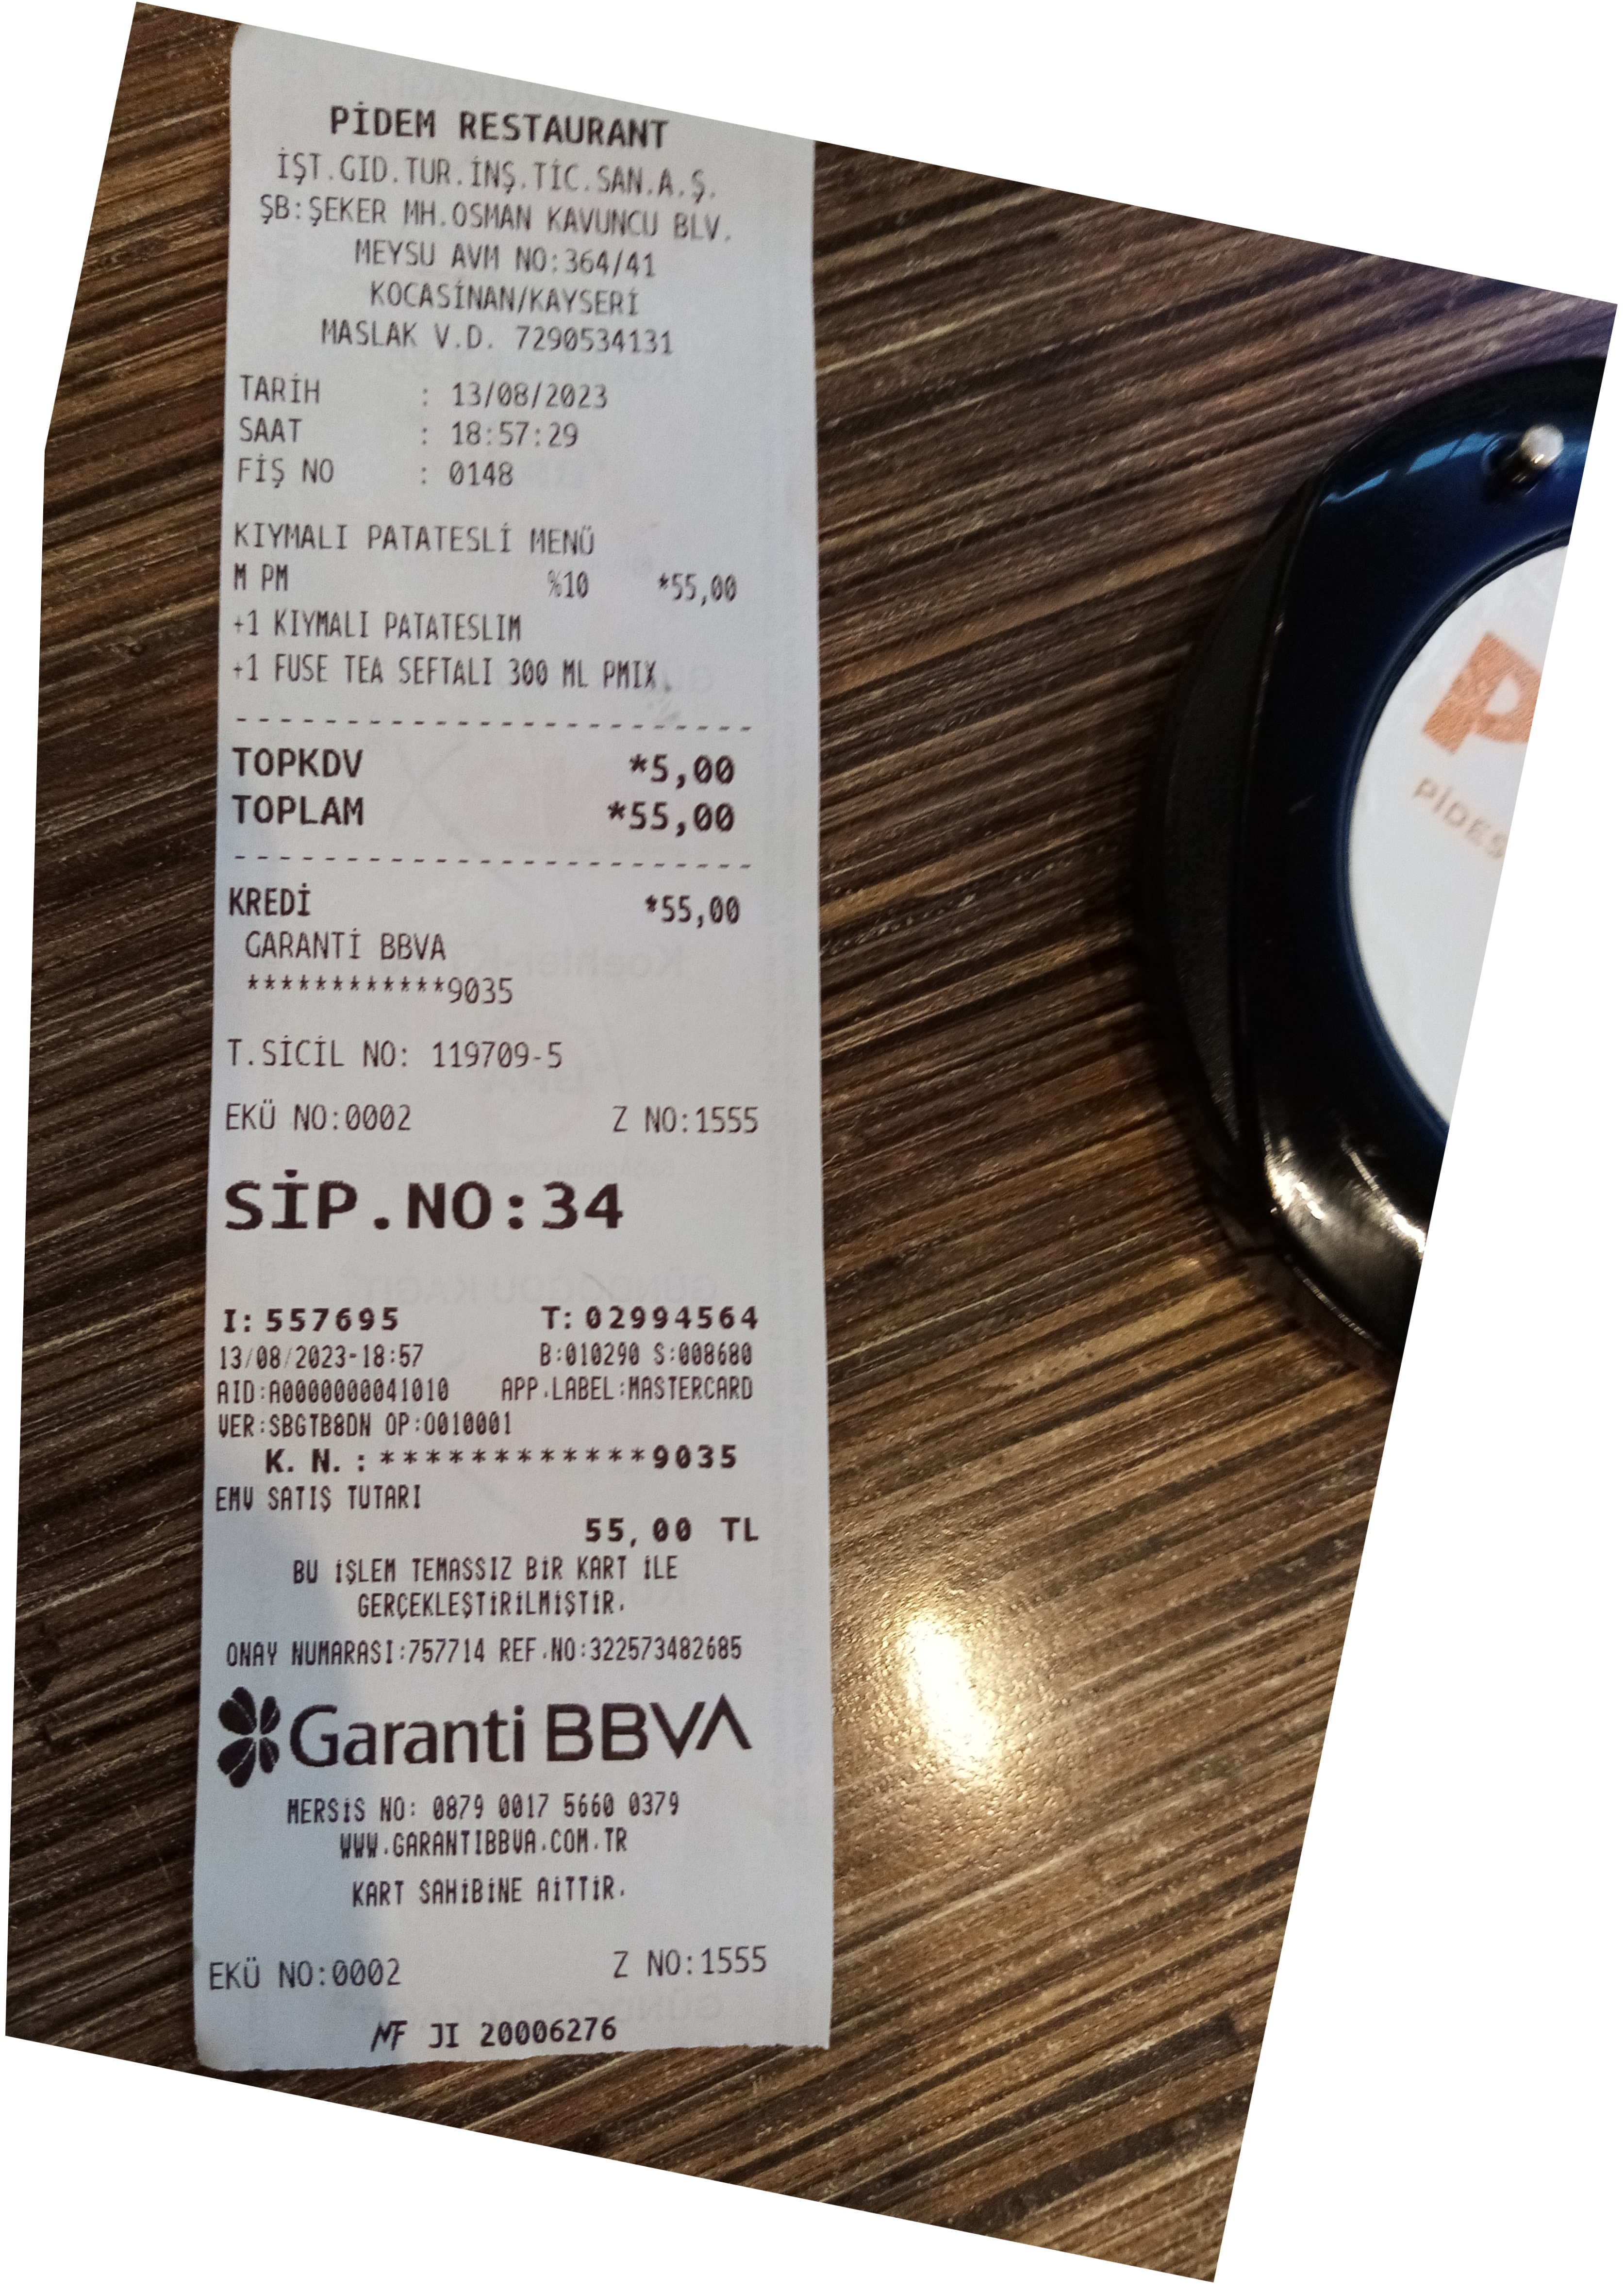 PİDEM RESTAURANT
İŞT.GID.TUR.İNŞ.TİC.SAN.A.Ş.
ŞB:ŞEKER MH.OSMAN KAVUNCU BLV.
MEYSU AVM NO:364/41
KOCASİNAN/KAYSERİ
MASLAK V.D. 7290534131
TARİH : 13/08/2023
SAAT : 18:57:29
FİŞ NO : 0148
KIYMALI PATATESLİ MENÜ
M PM %10 *55,00
+1 KIYMALI PATATESLIM
+1 FUSE TEA SEFTALI 300 ML PMIX.
------------------------
TOPKDV *5,00
TOPLAM *55,00
------------------------
KREDİ *55,00
GARANTİ BBVA
************9035
T.SİCİL NO: 119709-5
EKÜ NO:0002 Z NO:1555
SİP.NO:34
I: 557695 T: 02994564
13/08/2023-18:57 B:010290 S:008680
AID:A0000000041010 APP.LABEL:MASTERCARD
VER:SBGTB8DN OP:O010001
K. N. : ************9035
EMV SATIŞ TUTARI
55,00 TL
BU İŞLEM TEMASSIZ BİR KART İLE
GERÇEKLEŞTİRİLMİŞTİR.
ONAY NUMARASI:757714 REF.NO:322573482685
Garanti BBVA
MERSİS NO: 0879 0017 5660 0379
WWW.GARANTIBBVA.COM.TR
KART SAHİBİNE AİTTİR.
EKÜ NO:0002 Z NO:1555
MF JI 20006276
P
PİDES